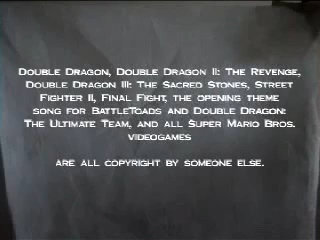 Double Dragon, Double Dragon II: The Revenge,
Double Dragon III: The Sacred Stones, Street
Fighter II, Final Fight, the opening theme
song for BattleToads and Double Dragon:
The Ultimate Team, and all Super Mario Bros.
videogames
are all copyright by someone else.